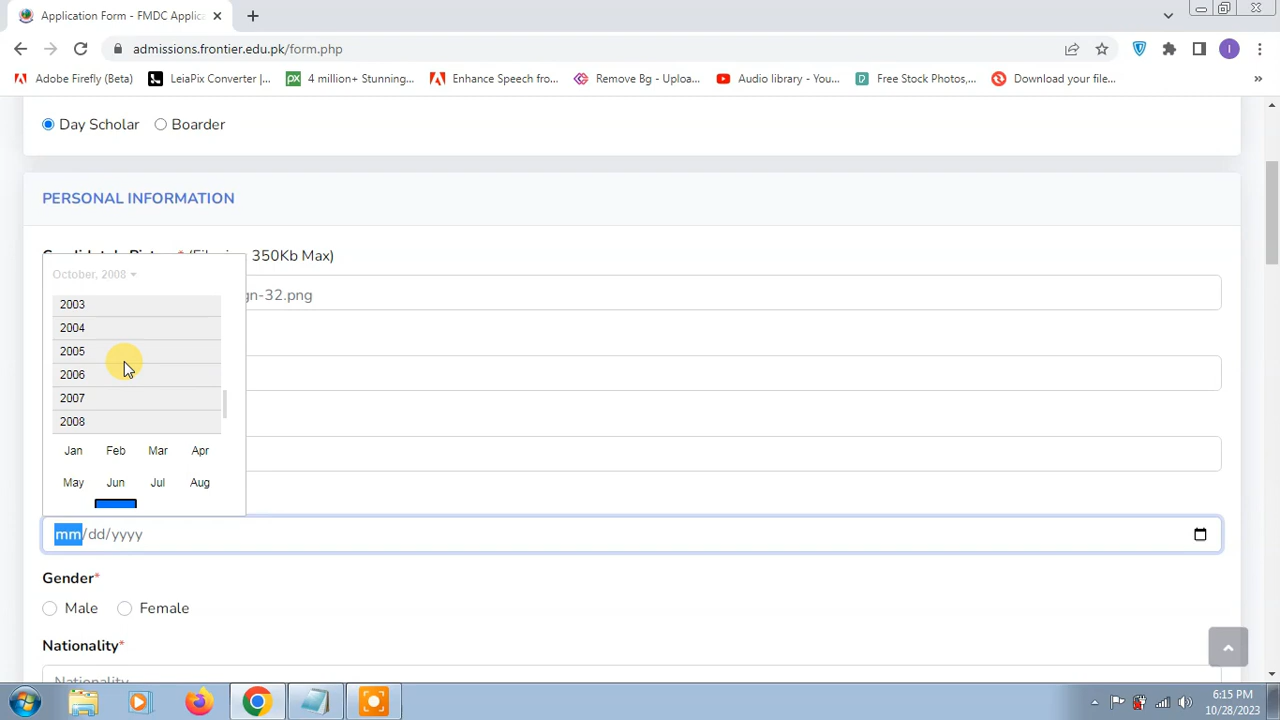 Application Form - FMDC Applic
admissions.frontier.edu.pk/form.php
I
Adobe Firefly (Beta)
LeiaPix Converter |...
px
4 million+ Stunning...
Enhance Speech fro...
Remove Bg - Uploa...
Audio library - You...
Free Stock Photos,...
Download your file...
»
Day Scholar
Boarder
PERSONAL INFORMATION
350Kb Max)
gn-32.png
October, 2008
2003
2004
2005
2006
2007
2008
Jan Feb Mar Apr
May Jun Jul Aug
mm/dd/yyyy
Gender*
Male
Female
Nationality*
Nationality
6:15 PM
10/28/2023